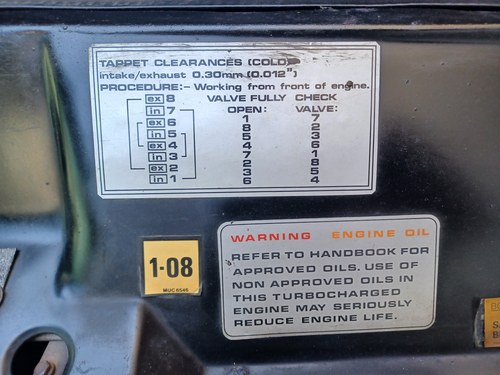 TAPPET CLEARANCES (COLD)
intake/exhaust 0.30mm (0.012")
PROCEDURE:- Working from front of engine.
ex 8 VALVE FULLY CHECK
in 7 OPEN: VALVE:
ex 6 1 7
in 5 8 2
ex 4 5 3
in 3 4 6
ex 2 7 1
in 1 2 8
3 5
6 4
WARNING ENGINE OIL
REFER TO HANDBOOK FOR
APPROVED OILS. USE OF
NON APPROVED OILS IN
THIS TURBOCHARGED
ENGINE MAY SERIOUSLY
REDUCE ENGINE LIFE.
1-08
MUC 6546